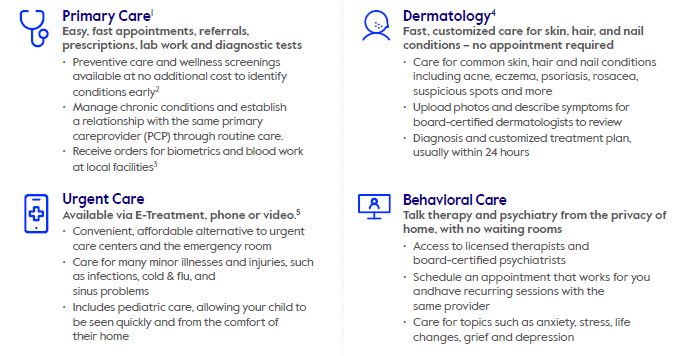 Primary Care1
Easy, fast appointments, referrals,
prescriptions, lab work and diagnostic tests
• Preventive care and wellness screenings
available at no additional cost to identify
conditions early2
• Manage chronic conditions and establish
a relationship with the same primary
careprovider (PCP) through routine care.
• Receive orders for biometrics and blood work
at local facilities3
Dermatology4
Fast, customized care for skin, hair, and nail
conditions – no appointment required
• Care for common skin, hair and nail conditions
including acne, eczema, psoriasis, rosacea,
suspicious spots and more
• Upload photos and describe symptoms for
board-certified dermatologists to review
• Diagnosis and customized treatment plan,
usually within 24 hours
Urgent Care
Available via E-Treatment, phone or video.5
• Convenient, affordable alternative to urgent
care centers and the emergency room
• Care for many minor illnesses and injuries, such
as infections, cold & flu, and
sinus problems
• Includes pediatric care, allowing your child to
be seen quickly and from the comfort of
their home
Behavioral Care
Talk therapy and psychiatry from the privacy of
home, with no waiting rooms
• Access to licensed therapists and
board-certified psychiatrists
• Schedule an appointment that works for you
andhave recurring sessions with the
same provider
• Care for topics such as anxiety, stress, life
changes, grief and depression